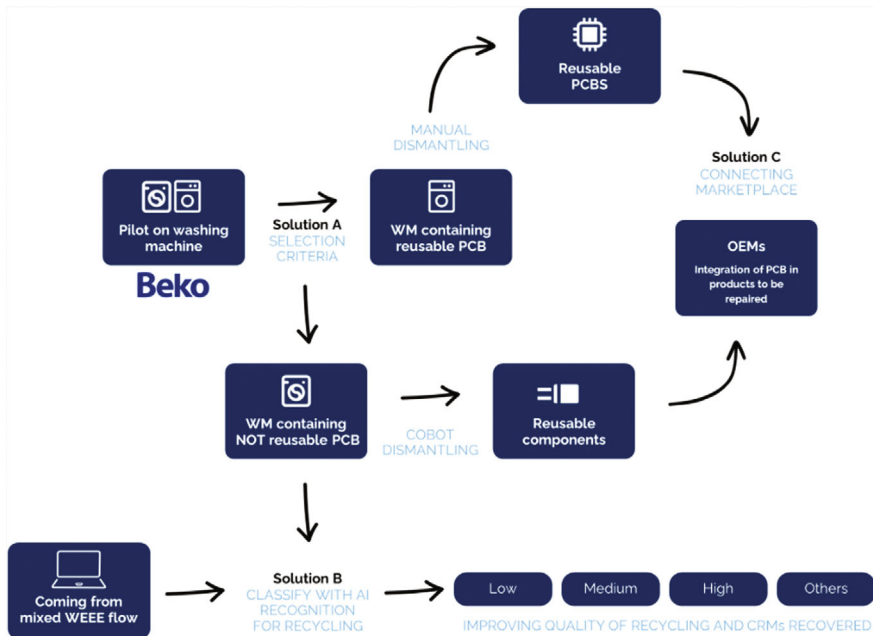 Reusable
PCBS
MANUAL
DISMANTLING
Solution C
CONNECTING
MARKETPLACE
Pilot on washing
machine
Beko
Solution A
SELECTION
CRITERIA
WM containing
reusable PCB
OEMs
Integration of PCB in
products to be
repaired
WM containing
NOT reusable PCB
COBOT
DISMANTLING
Reusable
components
Coming from
mixed WEEE flow
Solution B
CLASSIFY WITH AI
RECOGNITION
FOR RECYCLING
Low
Medium
High
Others
IMPROVING QUALITY OF RECYCLING AND CRMs RECOVERED